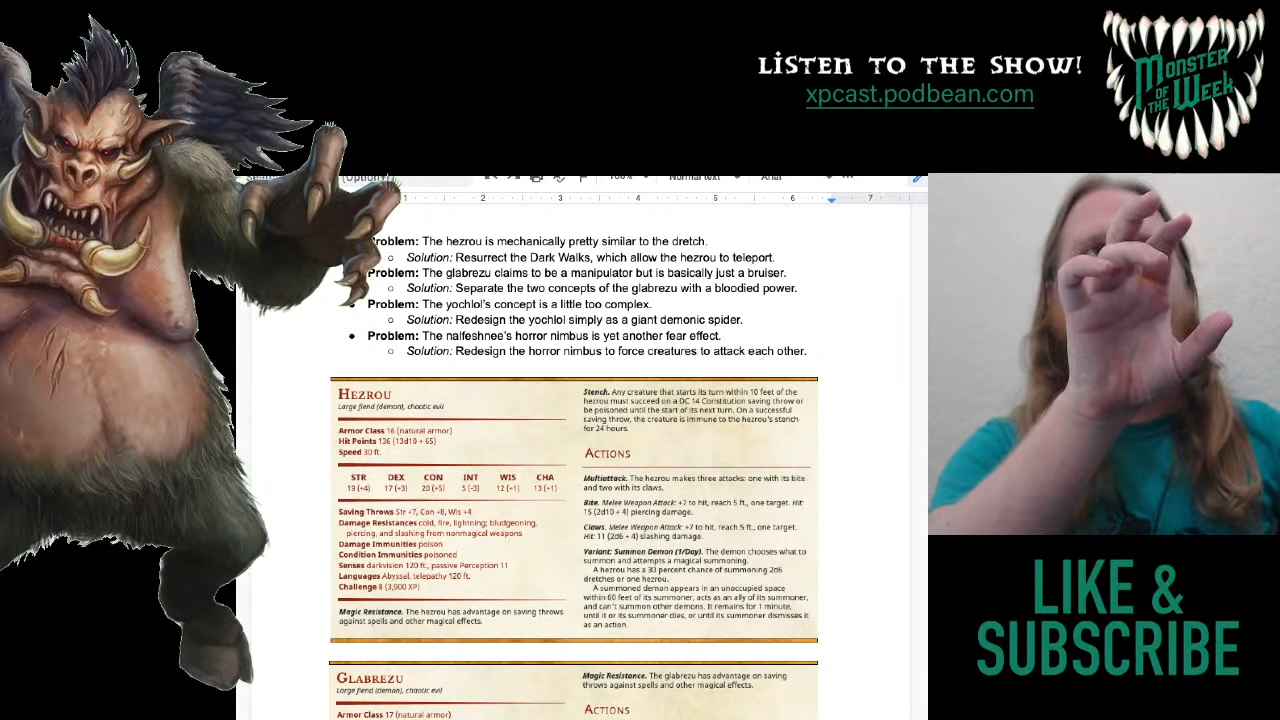 LISTEN TO THE SHOW!
xpcast.podbean.com
MONSTER
OF THE WEEK
100%
Normal text
Arial
1 2 3 4 5 6 7
Problem: The hezrou is mechanically pretty similar to the dretch.
○ Solution: Resurrect the Dark Walks, which allow the hezrou to teleport.
Problem: The glabrezu claims to be a manipulator but is basically just a bruiser.
○ Solution: Separate the two concepts of the glabrezu with a bloodied power.
Problem: The yochlol's concept is a little too complex.
○ Solution: Redesign the yochlol simply as a giant demonic spider.
● Problem: The nalfeshnee's horror nimbus is yet another fear effect.
○ Solution: Redesign the horror nimbus to force creatures to attack each other.
HEZROU
Large fiend (demon), chaotic evil
Armor Class 16 (natural armor)
Hit Points 136 (13d10 + 65)
Speed 30 ft.
STR DEX CON INT WIS CHA
19 (+4) 17 (+3) 20 (+5) 5 (-3) 12 (+1) 13 (+1)
Saving Throws Str +7, Con +8, Wis +4
Damage Resistances cold, fire, lightning; bludgeoning,
piercing, and slashing from nonmagical weapons
Damage Immunities poison
Condition Immunities poisoned
Senses darkvision 120 ft., passive Perception 11
Languages Abyssal, telepathy 120 ft.
Challenge 8 (3,900 XP)
Magic Resistance. The hezrou has advantage on saving throws
against spells and other magical effects.
Stench. Any creature that starts its turn within 10 feet of the
hezrou must succeed on a DC 14 Constitution saving throw or
be poisoned until the start of its next turn. On a successful
saving throw, the creature is immune to the hezrou's stench
for 24 hours.
ACTIONS
Multiattack. The hezrou makes three attacks: one with its bite
and two with its claws.
Bite. Melee Weapon Attack: +7 to hit, reach 5 ft., one target. Hit:
15 (2d10 + 4) piercing damage.
Claws. Melee Weapon Attack: +7 to hit, reach 5 ft., one target.
Hit: 11 (2d6 + 4) slashing damage.
Variant: Summon Demon (1/Day). The demon chooses what to
summon and attempts a magical summoning.
A hezrou has a 30 percent chance of summoning 2d6
dretches or one hezrou.
A summoned demon appears in an unoccupied space
within 60 feet of its summoner, acts as an ally of its summoner,
and can't summon other demons. It remains for 1 minute,
until it or its summoner dies, or until its summoner dismisses it
as an action.
GLABREZU
Large fiend (demon), chaotic evil
Armor Class 17 (natural armor)
Magic Resistance. The glabrezu has advantage on saving
throws against spells and other magical effects.
ACTIONS
LIKE &
SUBSCRIBE